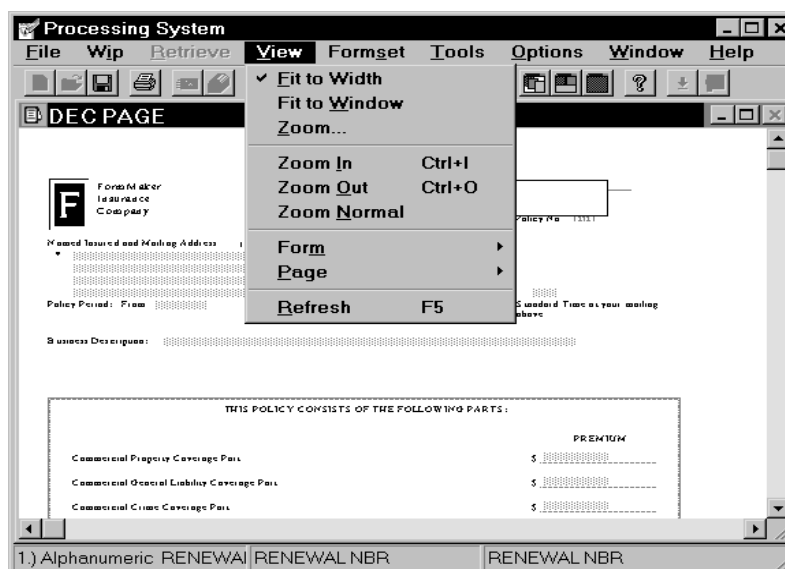 Processing System
File Wip Retrieve View Formset Tools Options Window Help
Fit to Width
Fit to Window
Zoom...
Zoom In Ctrl+I
Zoom Out Ctrl+O
Zoom Normal
Form
Page
Refresh F5
DEC PAGE
F
FormMaker
Insurance
Company
Policy No
Named Insured and Mailing Address
Policy Period: From
Standard Time at your mailing
above
Business Description:
THIS POLICY CONSISTS OF THE FOLLOWING PARTS:
PREMIUM
Commercial Property Coverage Part $
Commercial General Liability Coverage Part $
Commercial Crime Coverage Part $
1.) Alphanumeric RENEWAL RENEWAL NBR RENEWAL NBR